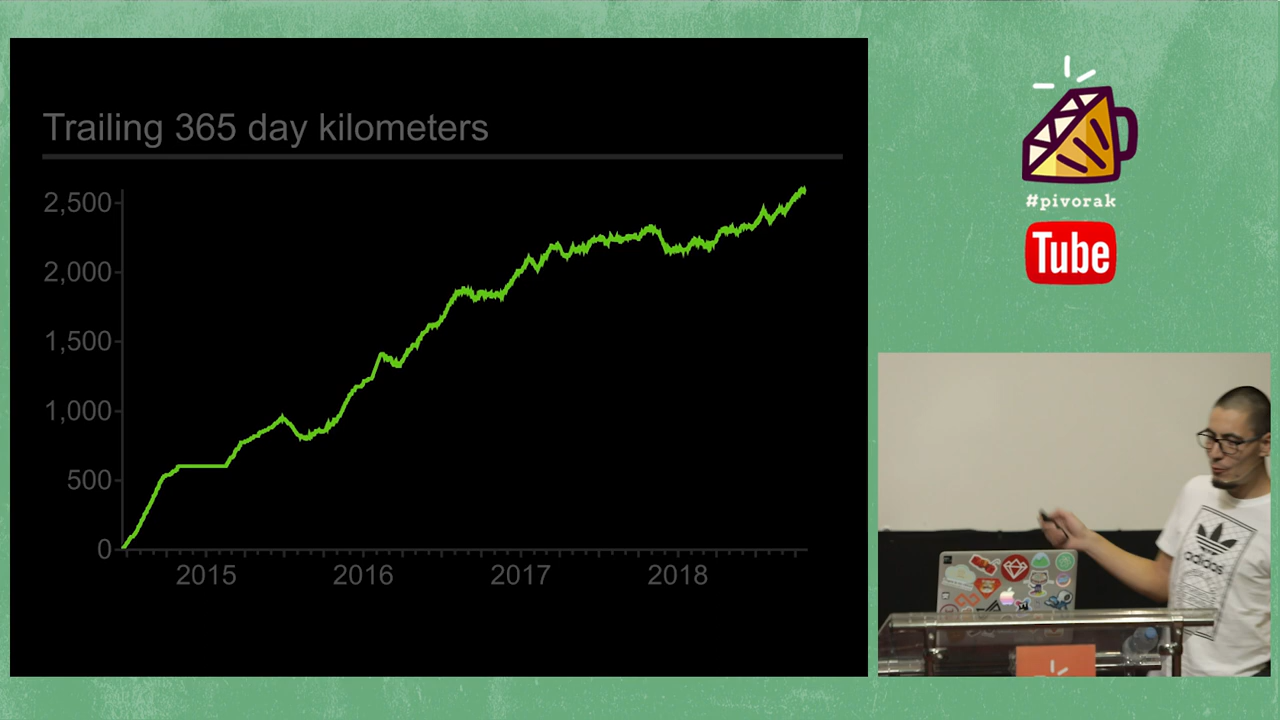 Trailing 365 day kilometers
2,500
2,000
1,500
1,000
500
0
2015 2016 2017 2018
#pivorak
Tube
adidas